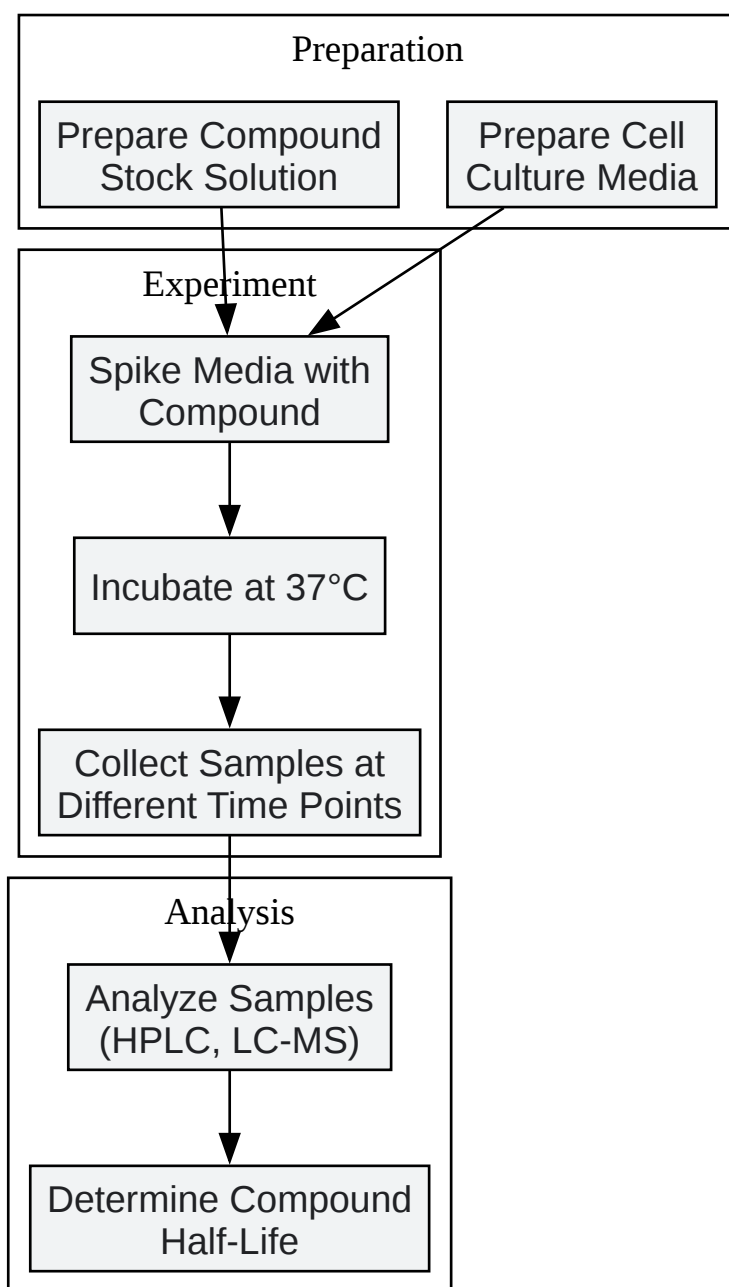 Preparation
Prepare Compound
Stock Solution
Prepare Cell
Culture Media
Experiment
Spike Media with
Compound
Incubate at 37°C
Collect Samples at
Different Time Points
Analysis
Analyze Samples
(HPLC, LC-MS)
Determine Compound
Half-Life